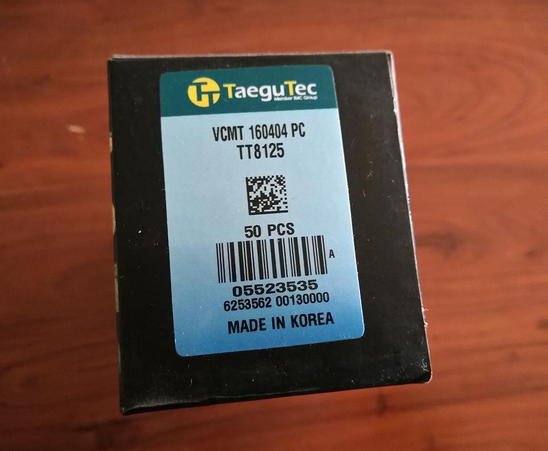 TaeguTec
Member IMC Group
VCMT 160404 PC
TT8125
50 PCS
A
05523535
6253562 00130000
MADE IN KOREA